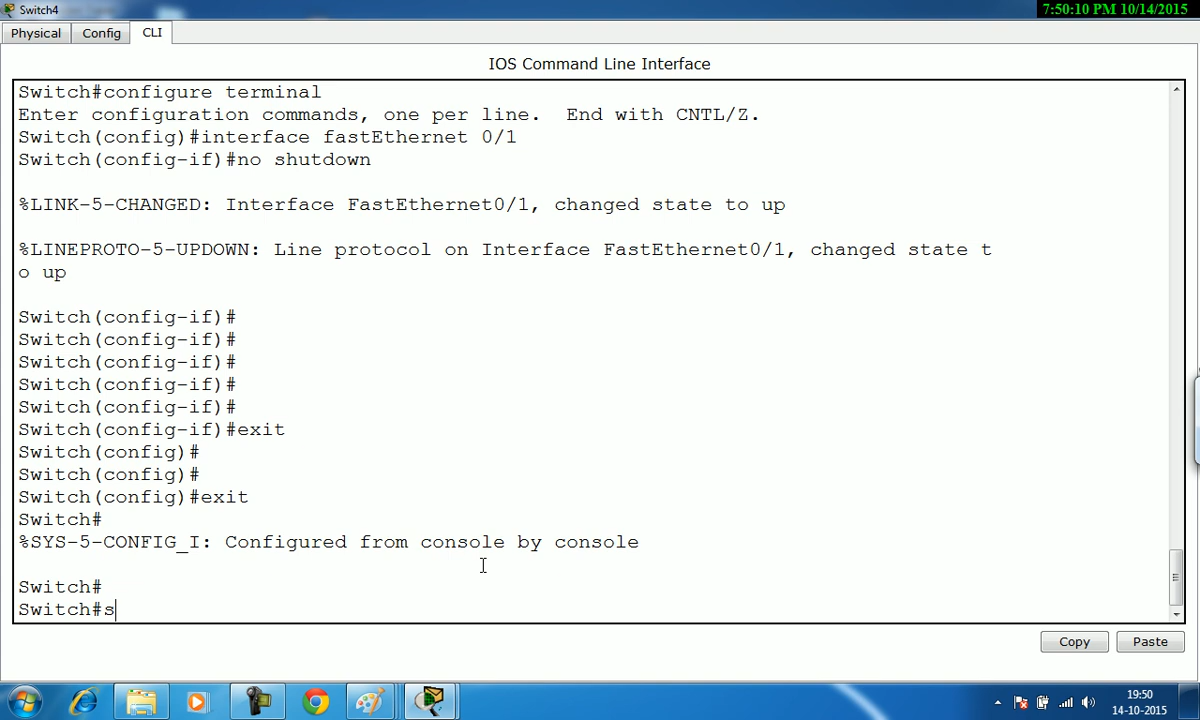 Switch4
7:50:10 PM 10/14/2015
Physical Config CLI
IOS Command Line Interface
Switch#configure terminal
Enter configuration commands, one per line.  End with CNTL/Z.
Switch(config)#interface fastEthernet 0/1
Switch(config-if)#no shutdown
%LINK-5-CHANGED: Interface FastEthernet0/1, changed state to up
%LINEPROTO-5-UPDOWN: Line protocol on Interface FastEthernet0/1, changed state t
o up
Switch(config-if)#
Switch(config-if)#
Switch(config-if)#
Switch(config-if)#
Switch(config-if)#
Switch(config-if)#exit
Switch(config)#
Switch(config)#
Switch(config)#exit
Switch#
%SYS-5-CONFIG_I: Configured from console by console
Switch#
Switch#s
Copy Paste
19:50
14-10-2015